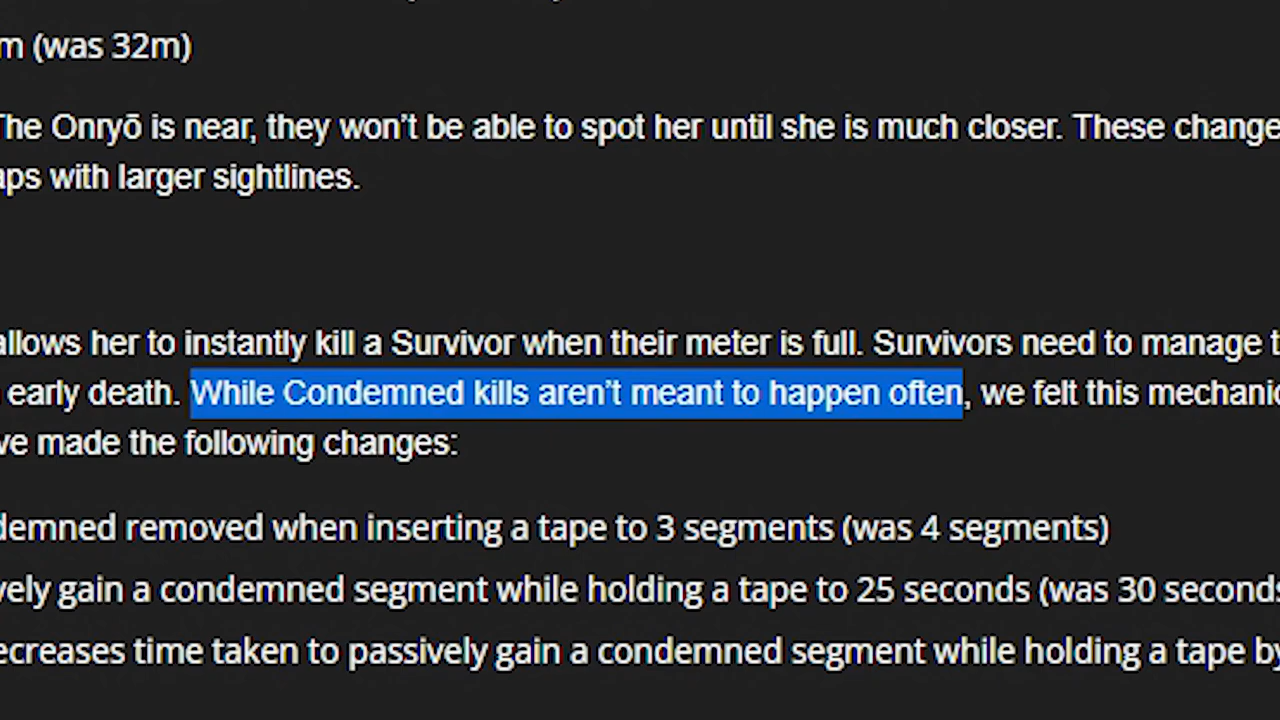 m (was 32m)
The Onryō is near, they won’t be able to spot her until she is much closer. These change
aps with larger sightlines.
allows her to instantly kill a Survivor when their meter is full. Survivors need to manage t
early death. While Condemned kills aren’t meant to happen often, we felt this mechanic
ve made the following changes:
demned removed when inserting a tape to 3 segments (was 4 segments)
vely gain a condemned segment while holding a tape to 25 seconds (was 30 seconds
ecreases time taken to passively gain a condemned segment while holding a tape by